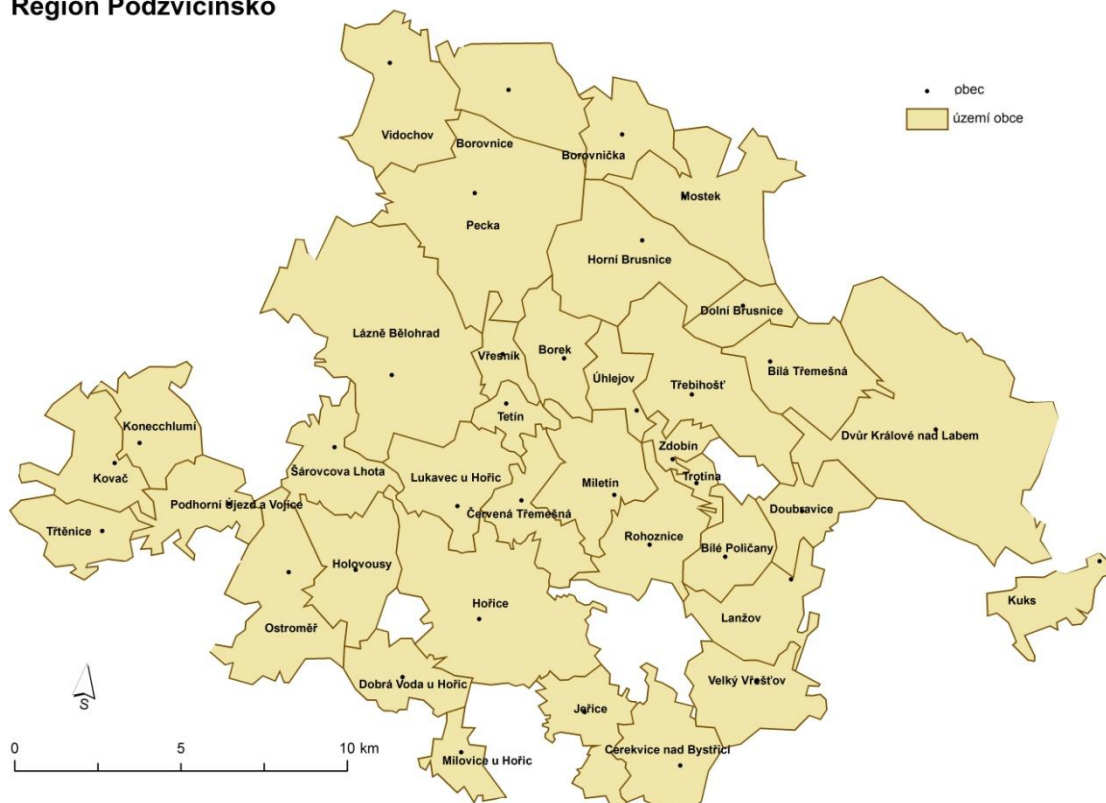 Region Podzvičinsko
obec
území obce
Vidochov
Borovnice
Borovnička
Mostek
Pecka
Horní Brusnice
Dolní Brusnice
Lázně Bělohrad
Vřesník
Borek
Úhlejov
Třebihošť
Bílá Třemešná
Tetín
Konecchlumí
Dvůr Králové nad Labem
Zdobín
Kovač
Šárovcova Lhota
Lukavec u Hořic
Trotina
Miletín
Podhorní Újezd a Vojice
Červená Třemešná
Doubravice
Třtěnice
Rohoznice
Bílé Poličany
Holovousy
Hořice
Kuks
Ostroměř
Lanžov
Dobrá Voda u Hořic
Velký Vřešťov
Jeřice
S
Cerekvice nad Bystřicí
0 5 10 km
Milovice u Hořic